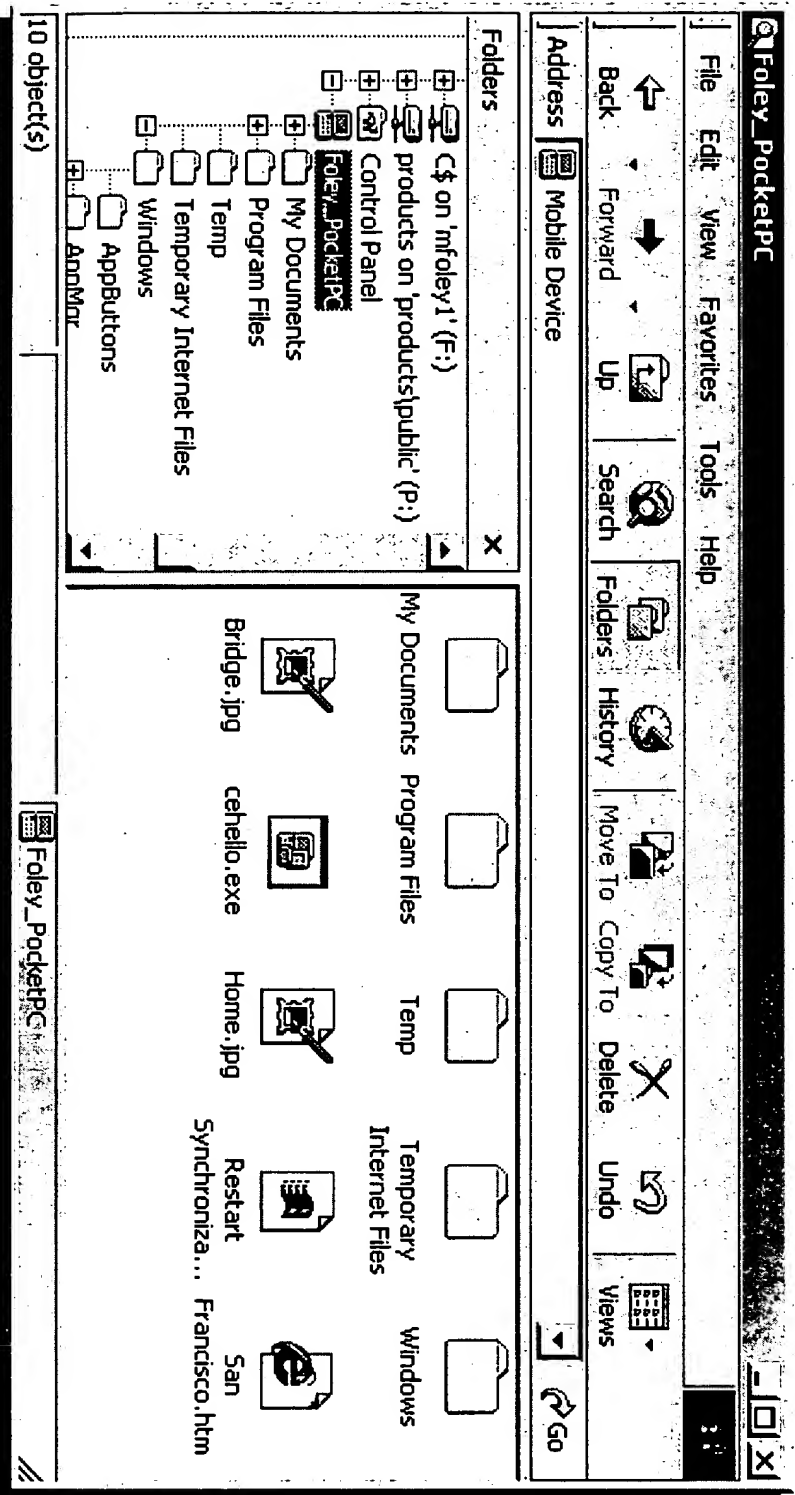 Foley_PocketPC
File Edit View Favorites Tools Help
Back Forward Up Search Folders History Move To Copy To Delete Undo Views
Address Mobile Device Go
Folders
C$ on 'mfoley1' (F:)
products on 'products\public' (P:)
Control Panel
Foley_PocketPC
My Documents
Program Files
Temp
Temporary Internet Files
Windows
AppButtons
AppMgr
My Documents Program Files Temp Temporary Windows
Internet Files
Bridge.jpg cehello.exe Home.jpg Restart San
Synchroniza... Francisco.htm
10 object(s) Foley_PocketPC